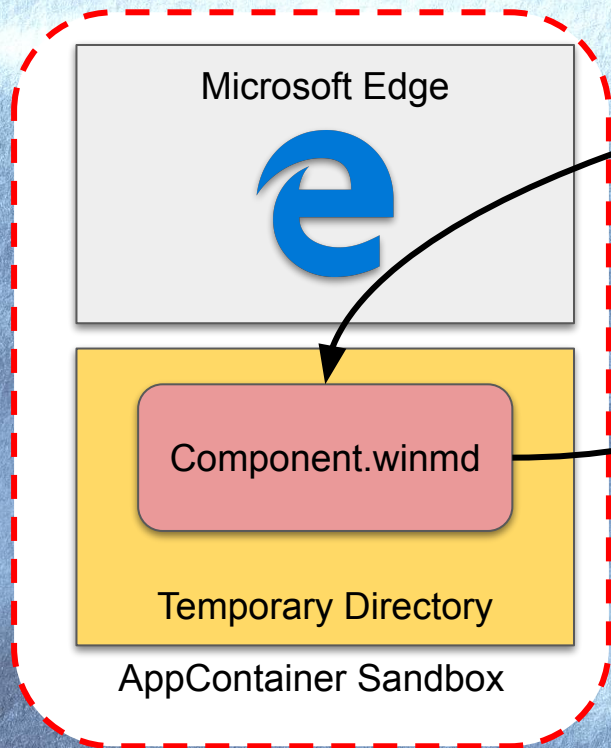 Microsoft Edge
Component.winmd
Temporary Directory
AppContainer Sandbox